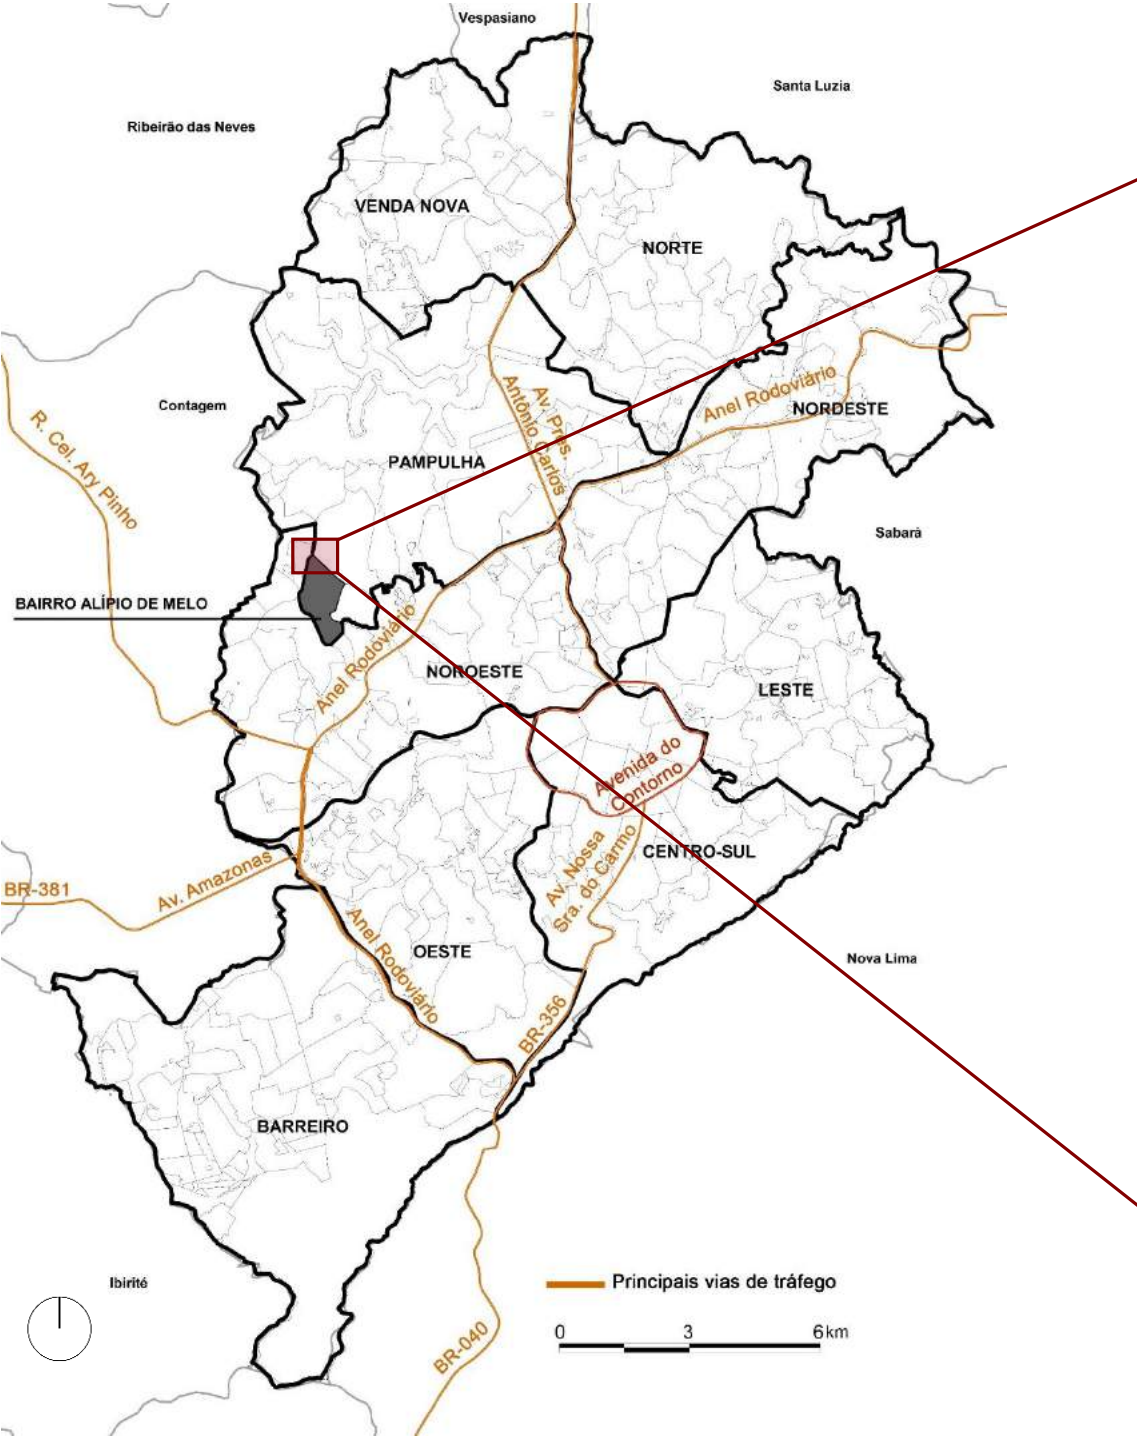 Vespasiano
Santa Luzia
Ribeirão das Neves
VENDA NOVA
NORTE
Contagem
R. Cel. Ary Pinho
Av. Pres.
Antônio Carlos
Anel Rodoviário
NORDESTE
PAMPULHA
Sabará
BAIRRO ALÍPIO DE MELO
Anel Rodoviário
NOROESTE
LESTE
Avenida do
Contorno
Av. Nossa
Sra. do Carmo
CENTRO-SUL
BR-381
Av. Amazonas
Anel Rodoviário
OESTE
Nova Lima
BR-356
BARREIRO
Ibirité
Principais vias de tráfego
0 3 6km
BR-040